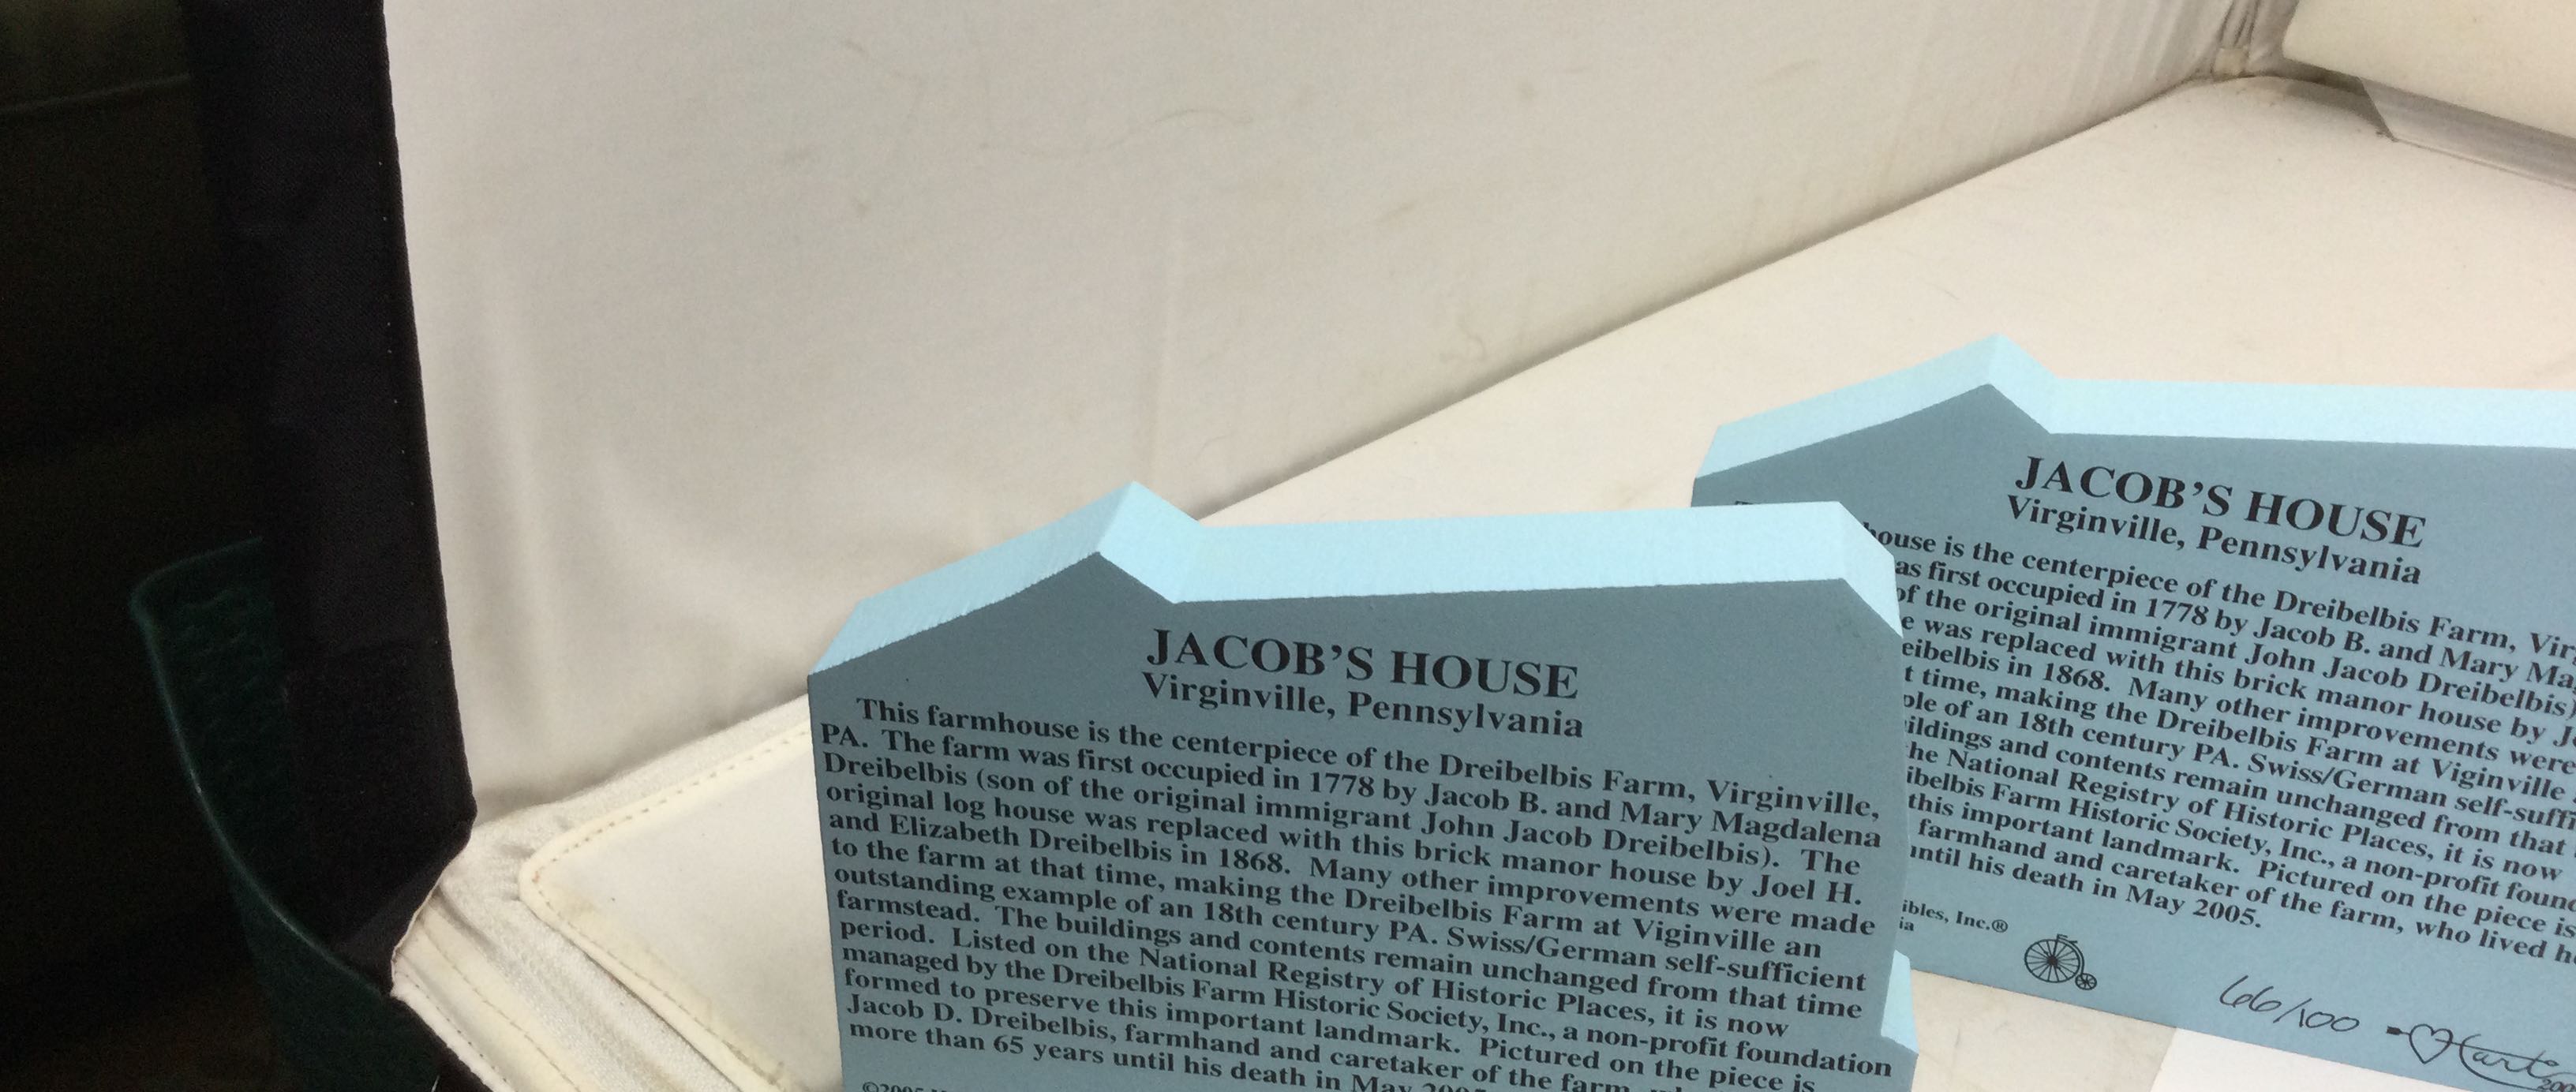 JACOB'S HOUSE
Virginville, Pennsylvania
This farmhouse is the centerpiece of the Dreibelbis Farm, Virginville,
PA. The farm was first occupied in 1778 by Jacob B. and Mary Magdalena
Dreibelbis (son of the original immigrant John Jacob Dreibelbis). The
original log house was replaced with this brick manor house by Joel H.
and Elizabeth Dreibelbis in 1868. Many other improvements were made
to the farm at that time, making the Dreibelbis Farm at Viginville an
outstanding example of an 18th century PA. Swiss/German self-sufficient
farmstead. The buildings and contents remain unchanged from that time
period. Listed on the National Registry of Historic Places, it is now
managed by the Dreibelbis Farm Historic Society, Inc., a non-profit foundation
formed to preserve this important landmark. Pictured on the piece is
Jacob D. Dreibelbis, farmhand and caretaker of the farm,
more than 65 years until his death in May
©2005
JACOB'S HOUSE
Virginville, Pennsylvania
is the centerpiece of the Dreibelbis Farm,
first occupied in 1778 by Jacob B. and Mary
of the original immigrant John Jacob Dreibelbis)
was replaced with this brick manor house by
in 1868. Many other improvements were
time, making the Dreibelbis Farm at Viginville
of an 18th century PA. Swiss/German
and contents remain unchanged from that
National Registry of Historic Places, it is now
Farm Historic Society, Inc., a non-profit
this important landmark. Pictured on the piece is
farmhand and caretaker of the farm, who lived
until his death in May 2005.
Inc.®
66/100